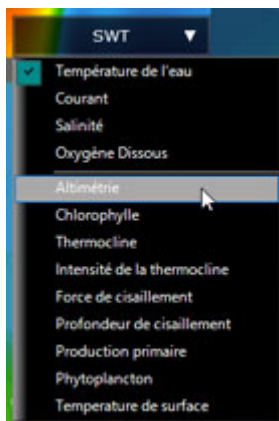 SWT ▼
Température de l'eau
Courant
Salinité
Oxygène Dissous
Altimétrie
Chlorophylle
Thermocline
Intensité de la thermocline
Force de cisaillement
Profondeur de cisaillement
Production primaire
Phytoplancton
Temperature de surface